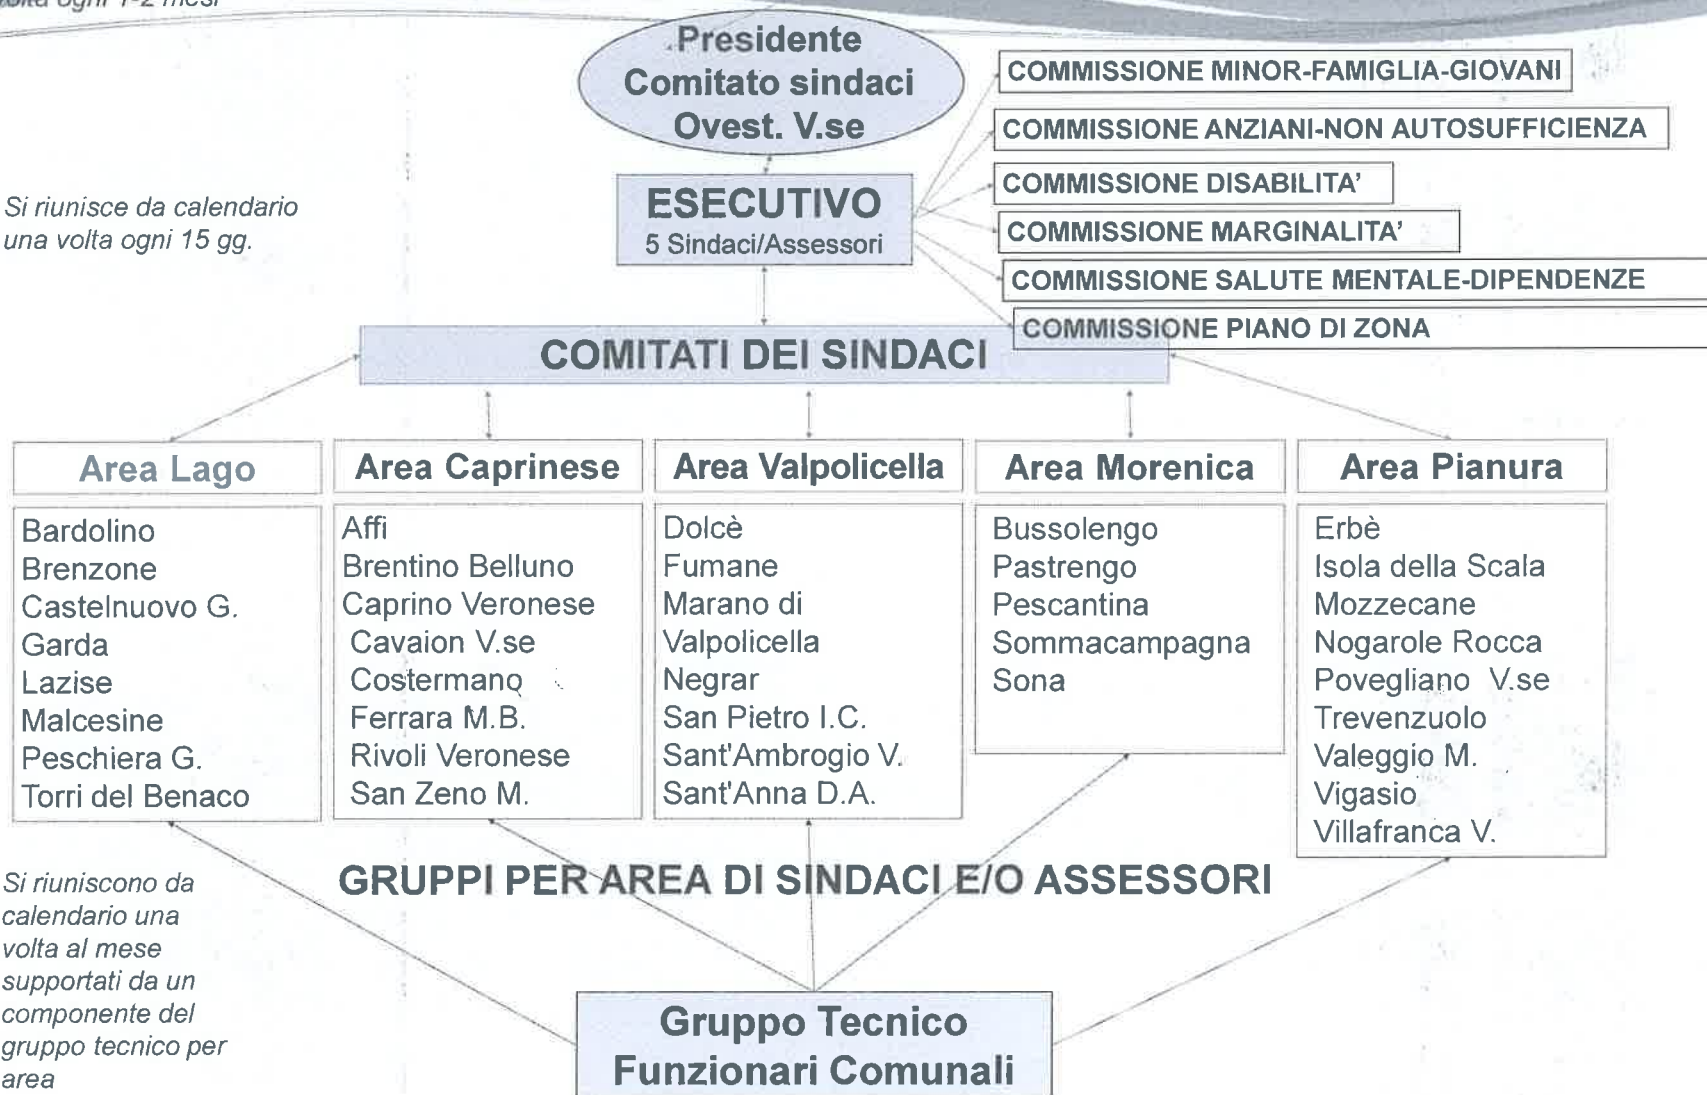 volta ogni 1-2 mesi
Presidente
Comitato sindaci
Ovest. V.se
COMMISSIONE MINOR-FAMIGLIA-GIOVANI
COMMISSIONE ANZIANI-NON AUTOSUFFICIENZA
COMMISSIONE DISABILITA'
COMMISSIONE MARGINALITA'
COMMISSIONE SALUTE MENTALE-DIPENDENZE
COMMISSIONE PIANO DI ZONA
Si riunisce da calendario
una volta ogni 15 gg.
ESECUTIVO
5 Sindaci/Assessori
COMITATI DEI SINDACI
Area Lago
Bardolino
Brenzone
Castelnuovo G.
Garda
Lazise
Malcesine
Peschiera G.
Torri del Benaco
Area Caprinese
Affi
Brentino Belluno
Caprino Veronese
Cavaion V.se
Costermano
Ferrara M.B.
Rivoli Veronese
San Zeno M.
Area Valpolicella
Dolcè
Fumane
Marano di
Valpolicella
Negrar
San Pietro I.C.
Sant'Ambrogio V.
Sant'Anna D.A.
Area Morenica
Bussolengo
Pastrengo
Pescantina
Sommacampagna
Sona
Area Pianura
Erbè
Isola della Scala
Mozzecane
Nogarole Rocca
Povegliano V.se
Trevenzuolo
Valeggio M.
Vigasio
Villafranca V.
GRUPPI PER AREA DI SINDACI E/O ASSESSORI
Si riuniscono da
calendario una
volta al mese
supportati da un
componente del
gruppo tecnico per
area
Gruppo Tecnico
Funzionari Comunali